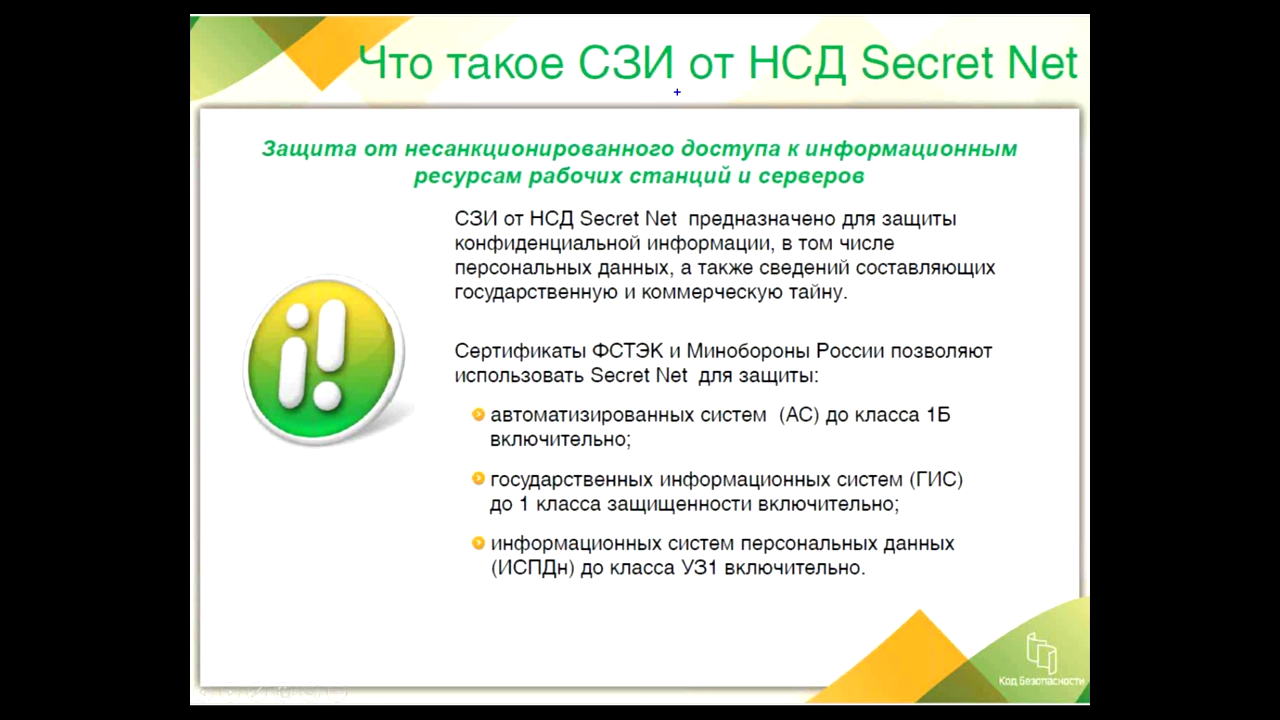 Что такое СЗИ от НСД Secret Net
Защита от несанкционированного доступа к информационным
ресурсам рабочих станций и серверов
СЗИ от НСД Secret Net предназначено для защиты
конфиденциальной информации, в том числе
персональных данных, а также сведений составляющих
государственную и коммерческую тайну.
Сертификаты ФСТЭК и Минобороны России позволяют
использовать Secret Net для защиты:
автоматизированных систем (АС) до класса 1Б
включительно;
государственных информационных систем (ГИС)
до 1 класса защищенности включительно;
информационных систем персональных данных
(ИСПДн) до класса УЗ1 включительно.
Код Безопасности